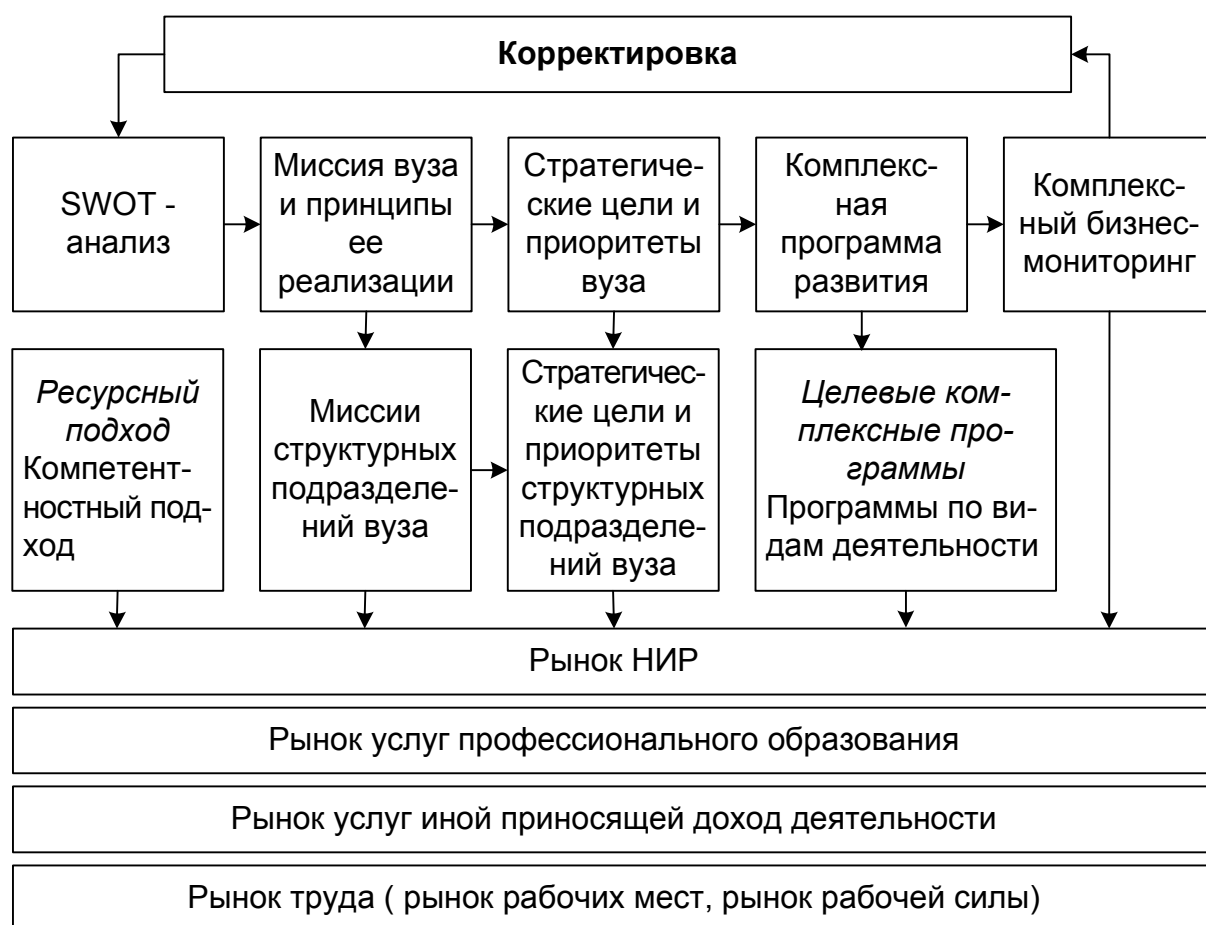 Корректировка
SWOT -
анализ
Миссия вуза
и принципы
ее
реализации
Стратегиче-
ские цели и
приоритеты
вуза
Комплекс-
ная
программа
развития
Комплекс-
ный бизнес-
мониторинг
Ресурсный
подход
Компетент-
ностный под-
ход
Миссии
структурных
подразделе-
ний вуза
Стратегичес-
кие цели и
приоритеты
структурных
подразделе-
ний вуза
Целевые ком-
плексные про-
граммы
Программы по ви-
дам деятельности
Рынок НИР
Рынок услуг профессионального образования
Рынок услуг иной приносящей доход деятельности
Рынок труда ( рынок рабочих мест, рынок рабочей силы)